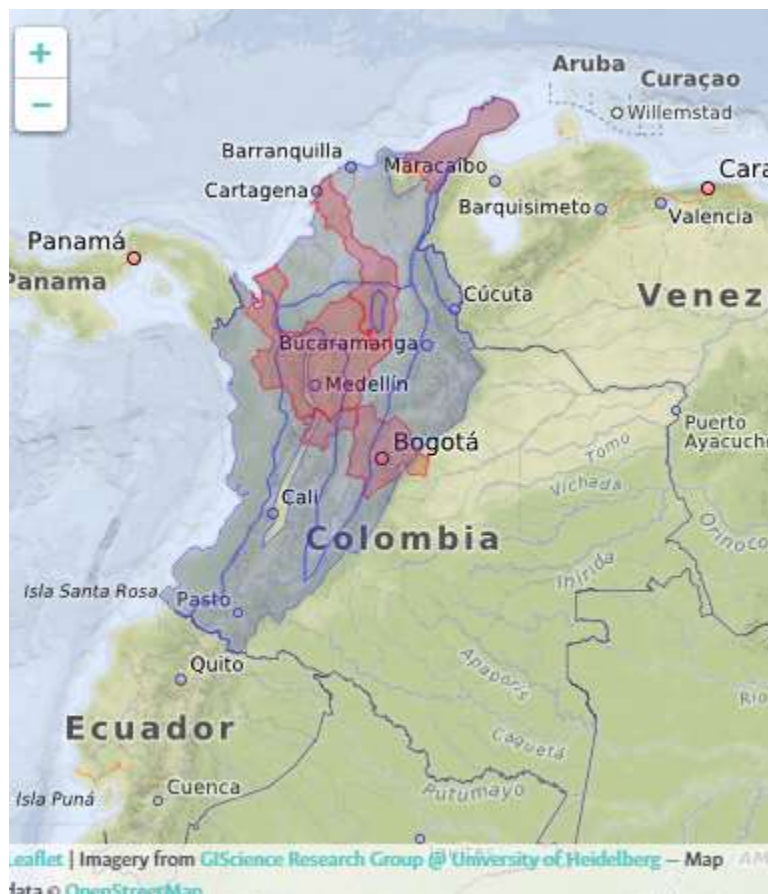 +
−
Aruba
Curaçao
Willemstad
Barranquilla
Maracaibo
Cara
Cartagena
Barquisimeto
Valencia
Panamá
Panama
Cúcuta
Venez
Bucaramanga
Medellín
Bogotá
Puerto
Ayacuch
Tomo
Vichada
Cali
Orinoco
Colombia
Inírida
Isla Santa Rosa
Pasto
Quito
Apaporis
Río
Ecuador
Caquetá
Cuenca
Isla Puná
Putumayo
Leaflet | Imagery from GIScience Research Group @ University of Heidelberg — Map
data © OpenStreetMap